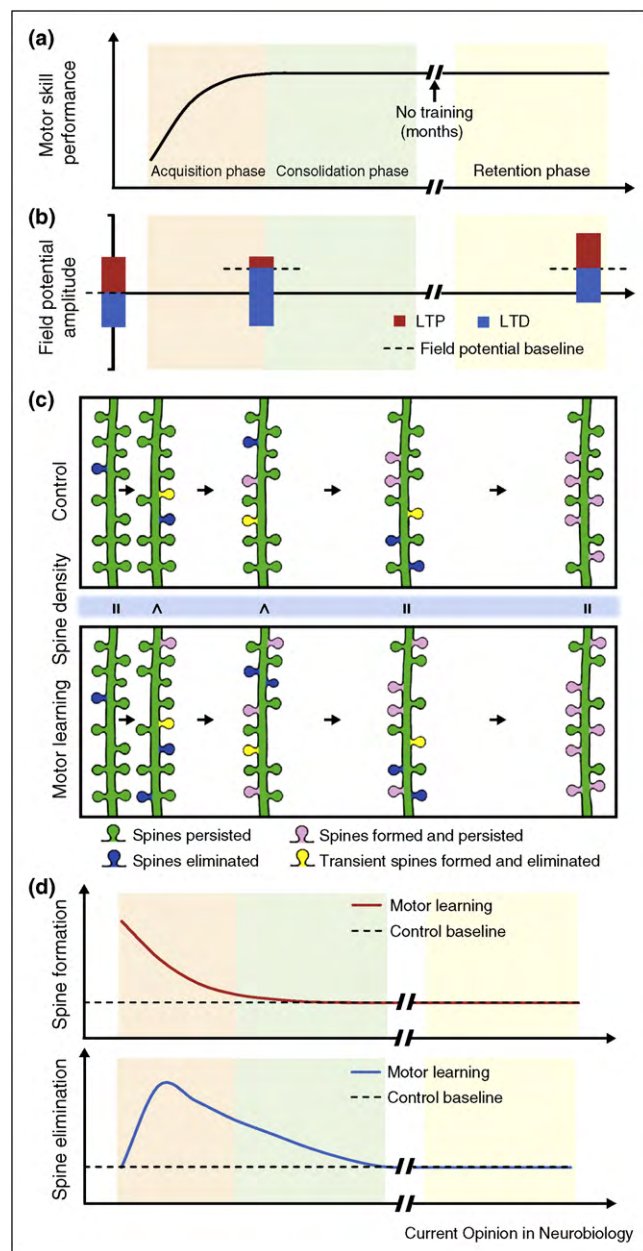 (a)
Motor skill
performance
No training
(months)
Acquisition phase
Consolidation phase
Retention phase
(b)
Field potential
amplitude
LTP
LTD
Field potential baseline
(c)
Control
Spine density
Motor learning
=
^
^
=
=
Spines persisted
Spines formed and persisted
Spines eliminated
Transient spines formed and eliminated
(d)
Spine formation
Motor learning
Control baseline
Spine elimination
Motor learning
Control baseline
Current Opinion in Neurobiology